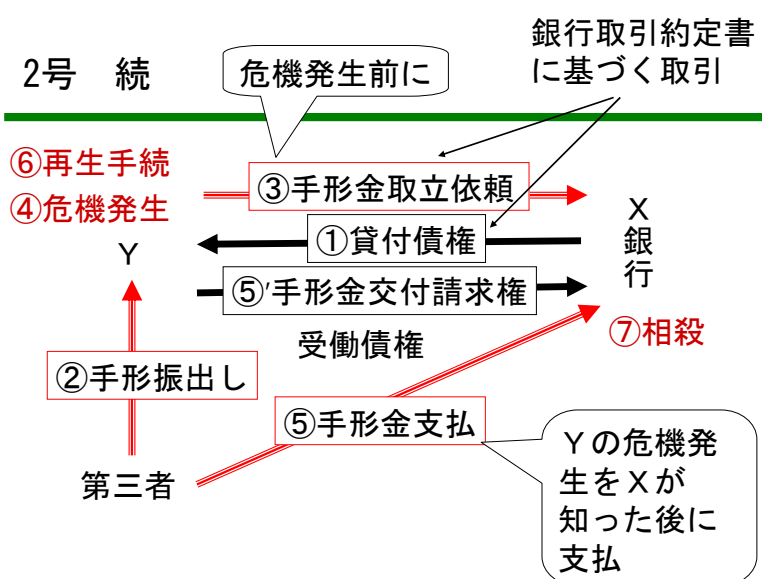 2号　続
危機発生前に
銀行取引約定書
に基づく取引
⑥再生手続
④危機発生
③手形金取立依頼
①貸付債権
Y
X
銀
行
⑤′手形金交付請求権
受働債権
⑦相殺
②手形振出し
⑤手形金支払
第三者
Yの危機発
生をXが
知った後に
支払